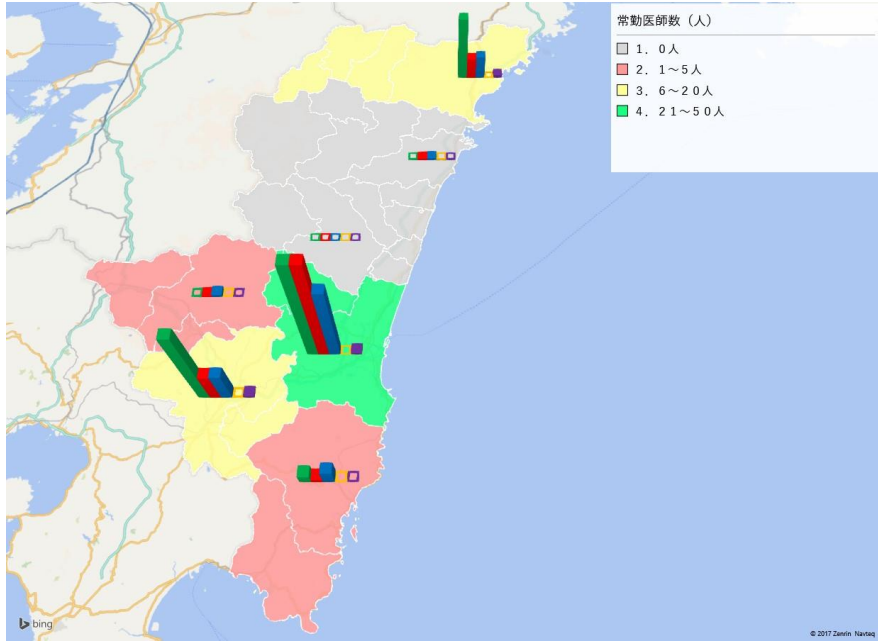 常勤医師数（人）
１．０人
２．１～５人
３．６～２０人
４．２１～５０人
bing
© 2017 Zenrin Navteq